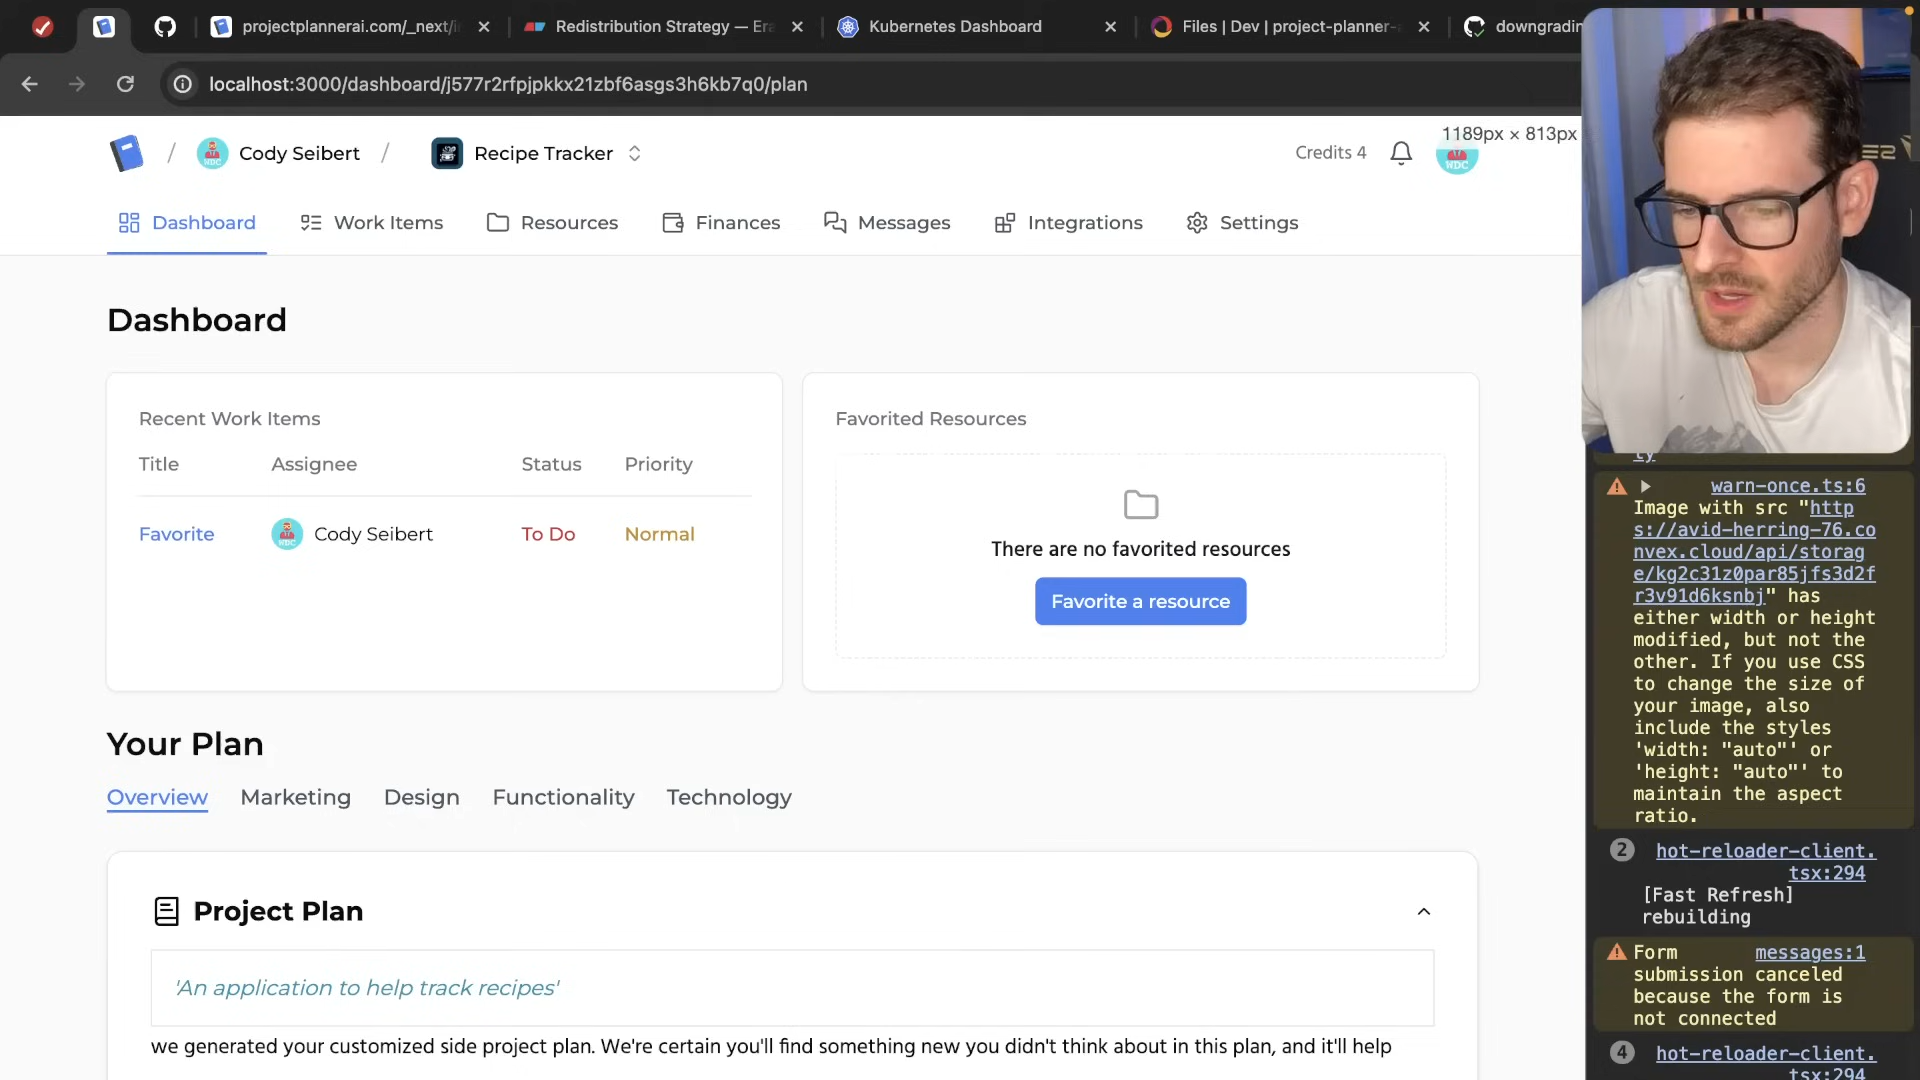 projectplannerai.com/_next/i
Redistribution Strategy — Era
Kubernetes Dashboard
Files | Dev | project-planner-
downgradin
localhost:3000/dashboard/j577r2rfpjpkkx21zbf6asgs3h6kb7q0/plan
/ Cody Seibert / Recipe Tracker
Credits 4
1189px × 813px
WDC
Dashboard
Work Items
Resources
Finances
Messages
Integrations
Settings
Dashboard
Recent Work Items
Title Assignee Status Priority
Favorite Cody Seibert To Do Normal
Favorited Resources
There are no favorited resources
Favorite a resource
Your Plan
Overview Marketing Design Functionality Technology
Project Plan
'An application to help track recipes'
we generated your customized side project plan. We're certain you'll find something new you didn't think about in this plan, and it'll help
ty
warn-once.ts:6
Image with src "http
s://avid-herring-76.co
nvex.cloud/api/storag
e/kg2c31z0par85jfs3d2f
r3v91d6ksnbj" has
either width or height
modified, but not the
other. If you use CSS
to change the size of
your image, also
include the styles
'width: "auto"' or
'height: "auto"' to
maintain the aspect
ratio.
2 hot-reloader-client.
tsx:294
[Fast Refresh]
rebuilding
Form messages:1
submission canceled
because the form is
not connected
4 hot-reloader-client.
tsx:294